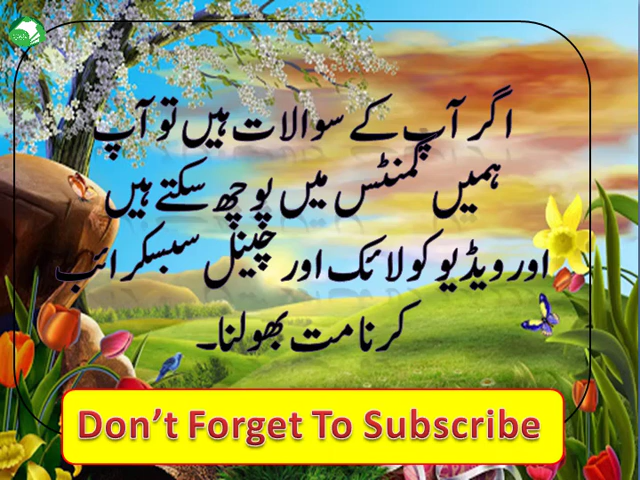 اگر آپ کے سوالات ہیں تو آپ
ہمیں کمنٹس میں پوچھ سکتے ہیں
اور ویڈیو کو لائک اور چینل سبسکرائب
کرنا مت بھولنا۔
Don't Forget To Subscribe